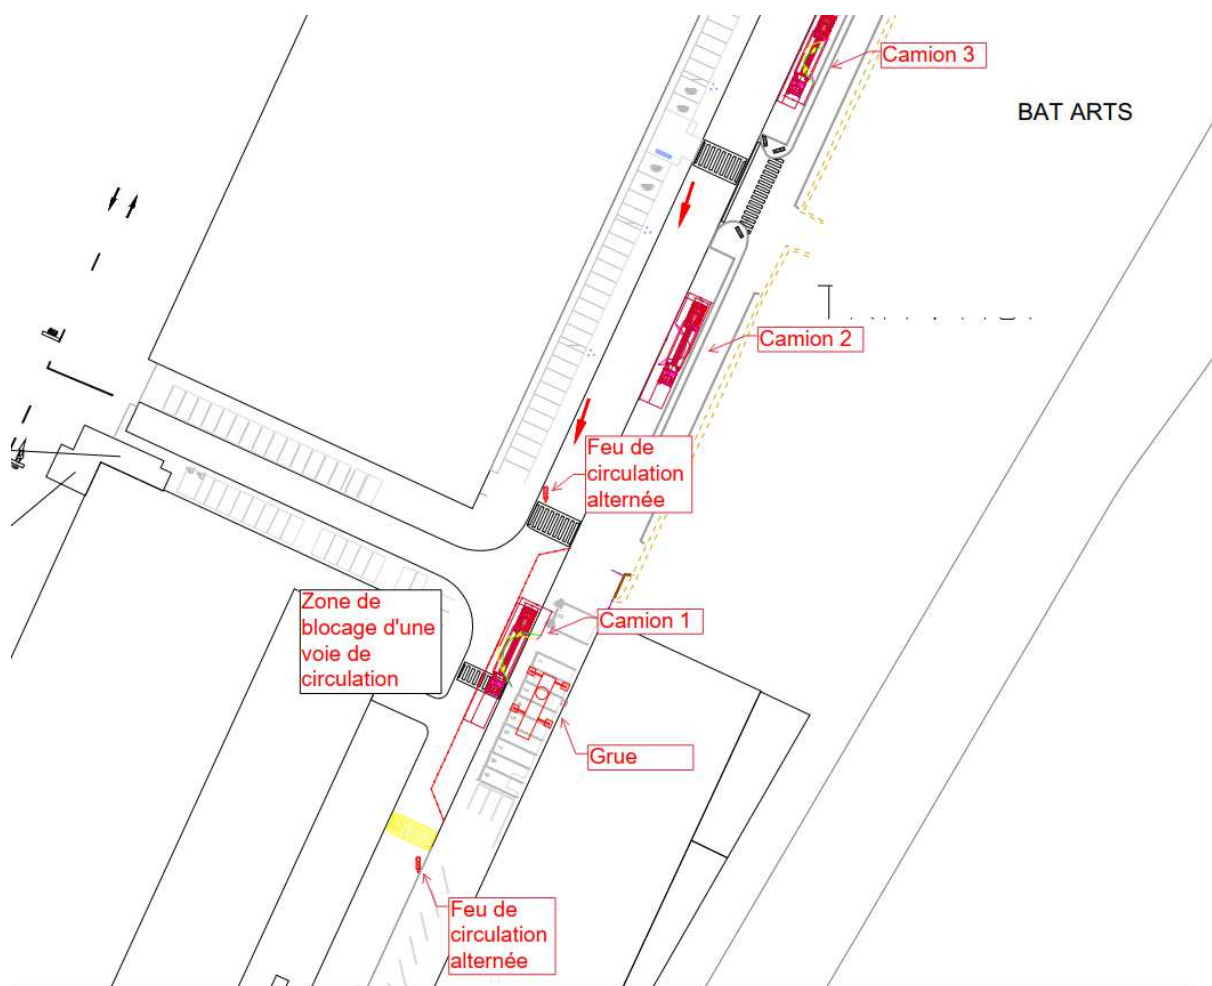 Camion 3
BAT ARTS
Camion 2
Feu de
circulation
alternée
Zone de
blocage d'une
voie de
circulation
Camion 1
Grue
Feu de
circulation
alternée